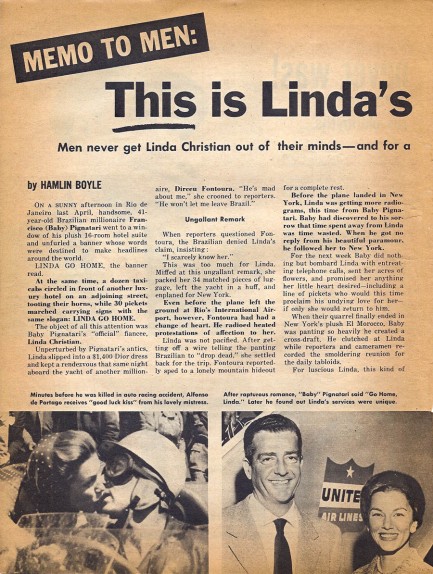 MEMO TO MEN:
This is Linda's
Men never get Linda Christian out of their minds—and for a
by HAMLIN BOYLE
ON A SUNNY afternoon in Rio de
Janeiro last April, handsome, 41-
year-old Brazilian millionaire Fran-
cisco (Baby) Pignatari went to a win-
dow of his plush 16-room hotel suite
and unfurled a banner whose words
were destined to make headlines
around the world.
LINDA GO HOME, the banner
read.
At the same time, a dozen taxi-
cabs circled in front of another lux-
ury hotel on an adjoining street,
tooting their horns, while 30 pickets
marched carrying signs with the
same slogan: LINDA GO HOME.
The object of all this attention was
Baby Pignatari's "official" fiancee,
Linda Christian.
Unperturbed by Pignatari's antics,
Linda slipped into a $1,400 Dior dress
and kept a rendezvous that same night
aboard the yacht of another million-
aire, Dirceu Fontoura. "He's mad
about me," she crooned to reporters.
"He won't let me leave Brazil."
Ungallant Remark
When reporters questioned Fon-
toura, the Brazilian denied Linda's
claim, insisting:
"I scarcely know her."
This was too much for Linda.
Miffed at this ungallant remark, she
packed her 34 matched pieces of lug-
gage, left the yacht in a huff, and
emplaned for New York.
Even before the plane left the
ground at Rio's International Air-
port, however, Fontoura had had a
change of heart. He radioed heated
protestations of affection to her.
Linda was not pacified. After get-
ting off a wire telling the panting
Brazilian to "drop dead," she settled
back for the trip. Fontoura reported-
ly sped to a lonely mountain hideout
for a complete rest.
Before the plane landed in New
York, Linda was getting more radio-
grams, this time from Baby Pigna-
tari. Baby had discovered to his sor-
row that time spent away from Linda
was time wasted. When he got no
reply from his beautiful paramour,
he followed her to New York.
For the next week Baby did noth-
ing but bombard Linda with entreat-
ing telephone calls, sent her acres of
flowers, and promised her anything
her little heart desired—including a
line of pickets who would this time
proclaim his undying love for her—
if only she would return to him.
When their quarrel finally ended in
New York's plush El Morocco, Baby
was panting so heavily he created a
cross-draft. He clutched at Linda
while reporters and cameramen re-
corded the smoldering reunion for
the daily tabloids.
For luscious Linda, this kind of
Minutes before he was killed in auto racing accident, Alfonso
de Portago receives "good luck kiss" from his lovely mistress.
After rapturous romance, "Baby" Pignatari said "Go Home,
Linda." Later he found out Linda's services were unique.
UNITE
AIR LINES